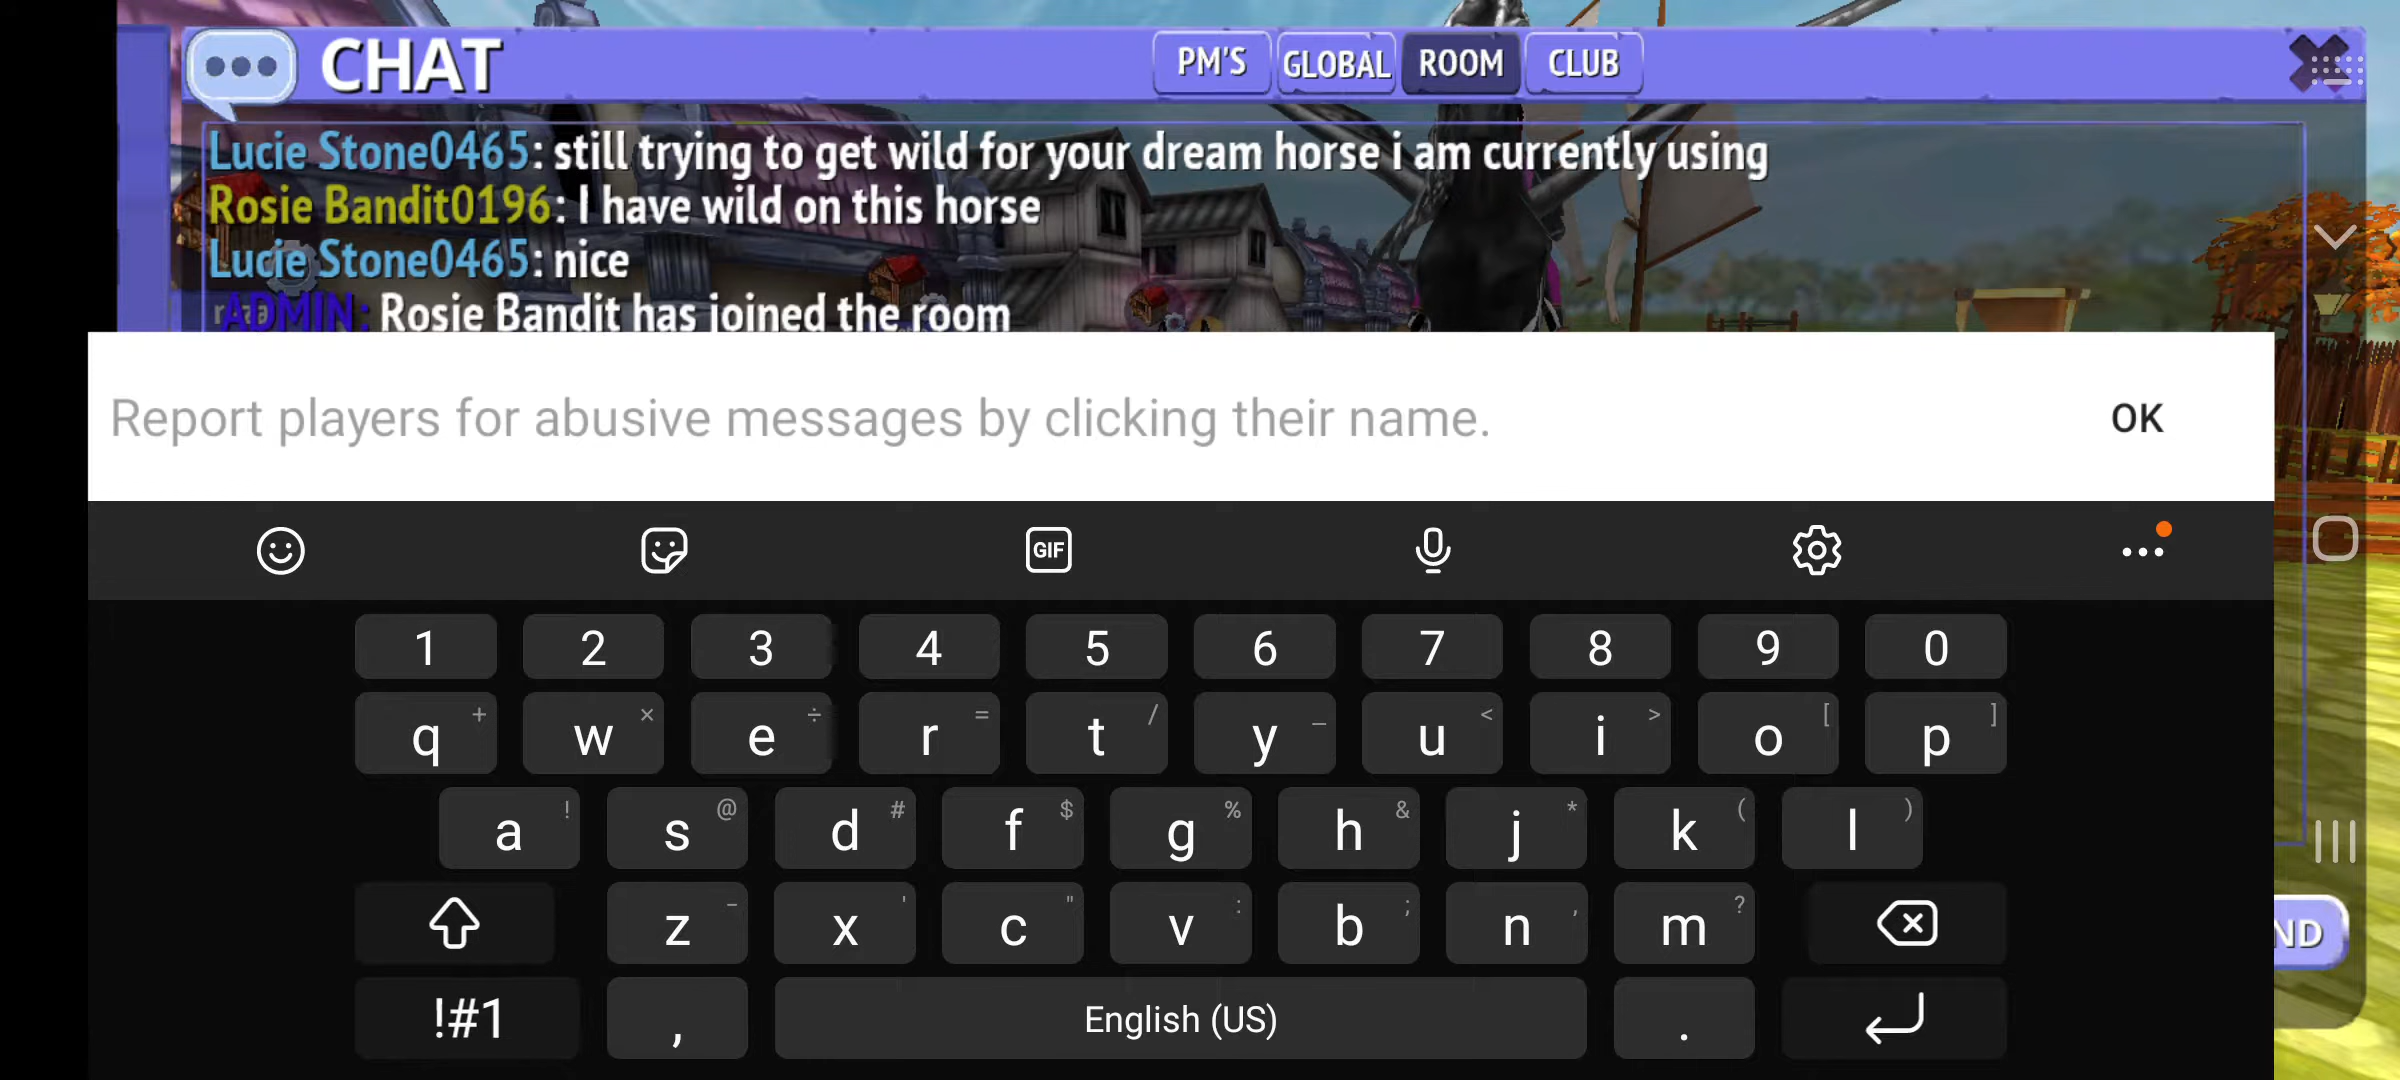 CHAT PM'S GLOBAL ROOM CLUB
Lucie Stone0465: still trying to get wild for your dream horse i am currently using
Rosie Bandit0196: I have wild on this horse
Lucie Stone0465: nice
ADMIN: Rosie Bandit has joined the room
Report players for abusive messages by clicking their name. OK
GIF
1 2 3 4 5 6 7 8 9 0
q + w × e ÷ r = t / y _ u < i > o [ p ]
a ! s @ d # f $ g % h & j * k ( l )
z - x ' c " v : b ; n , m ?
ND
!#1 , English (US) .